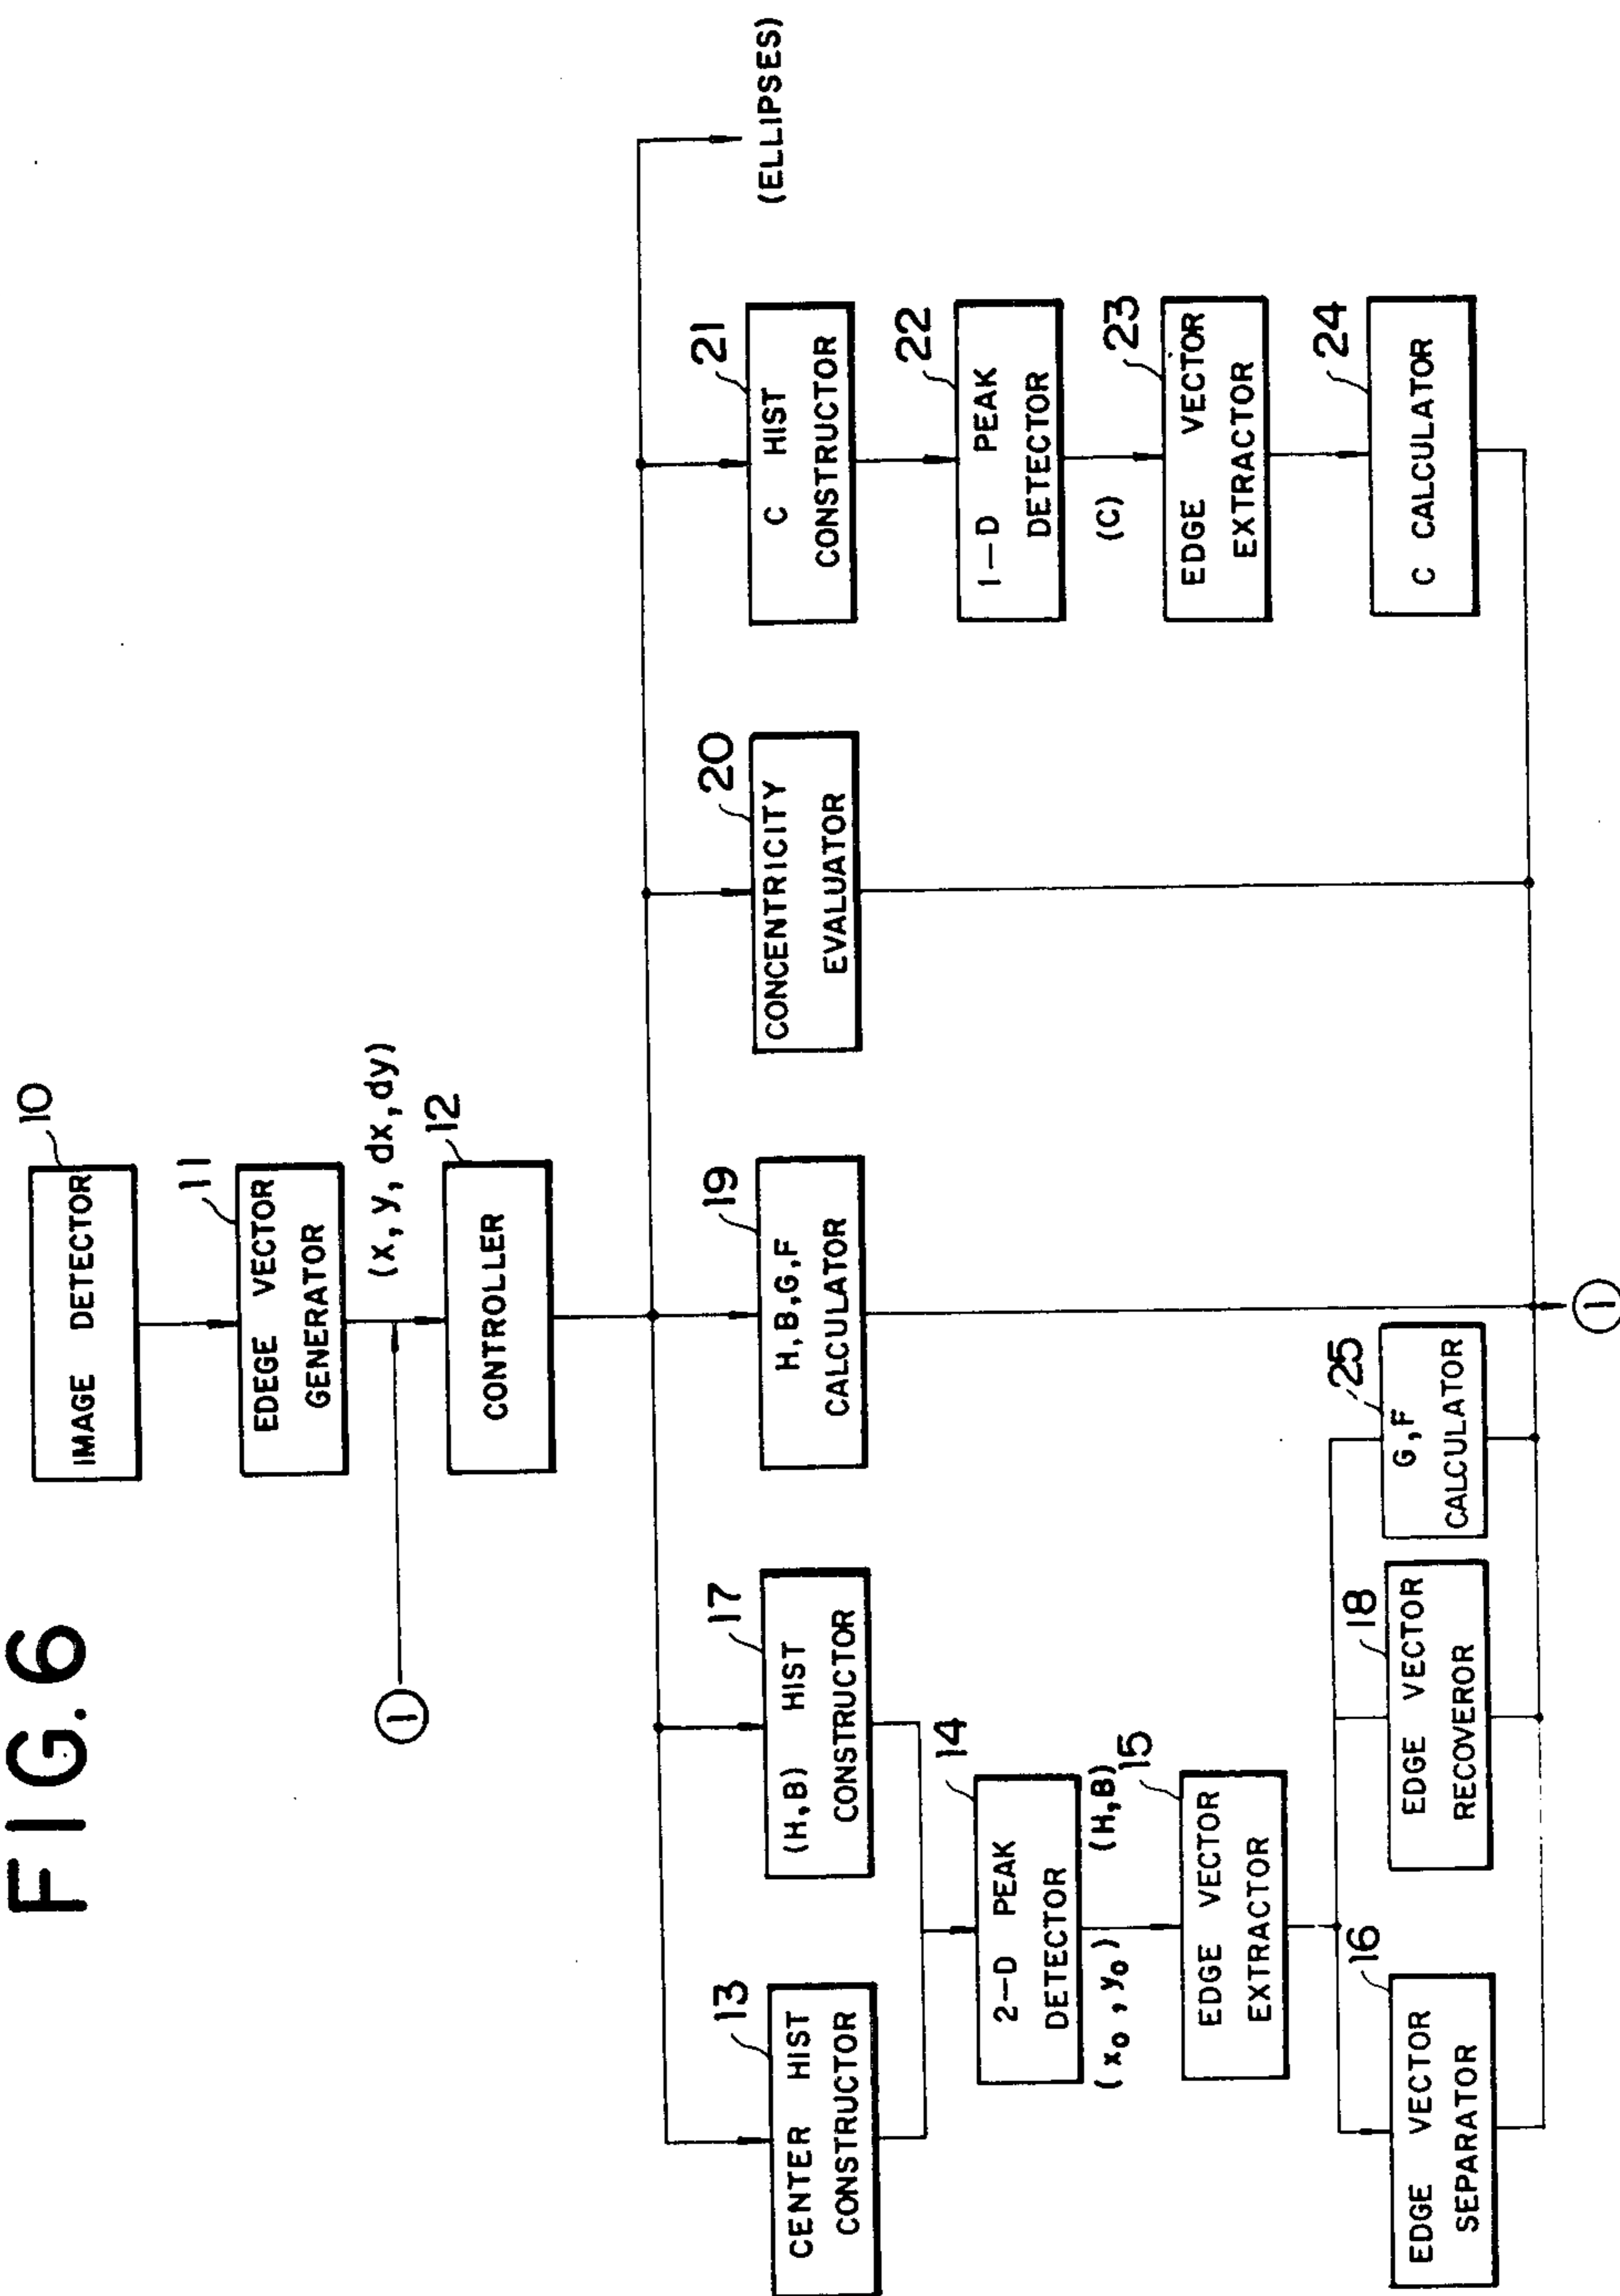 FIG. 6
IMAGE DETECTOR
10
EDEGE VECTOR
GENERATOR
11
(x, y, dx, dy)
1
CONTROLLER
12
CENTER HIST
CONSTRUCTOR
13
(H,B) HIST
CONSTRUCTOR
17
H,B,G,F
CALCULATOR
19
CONCENTRICITY
EVALUATOR
20
C HIST
CONSTRUCTOR
21
(ELLIPSES)
2-D PEAK
DETECTOR
14
1-D PEAK
DETECTOR
22
(x₀, y₀)
(H,B)
(C)
EDGE VECTOR
EXTRACTOR
15
EDGE VECTOR
EXTRACTOR
23
EDGE VECTOR
SEPARATOR
16
EDGE VECTOR
RECOVEROR
18
G,F
CALCULATOR
25
C CALCULATOR
24
1